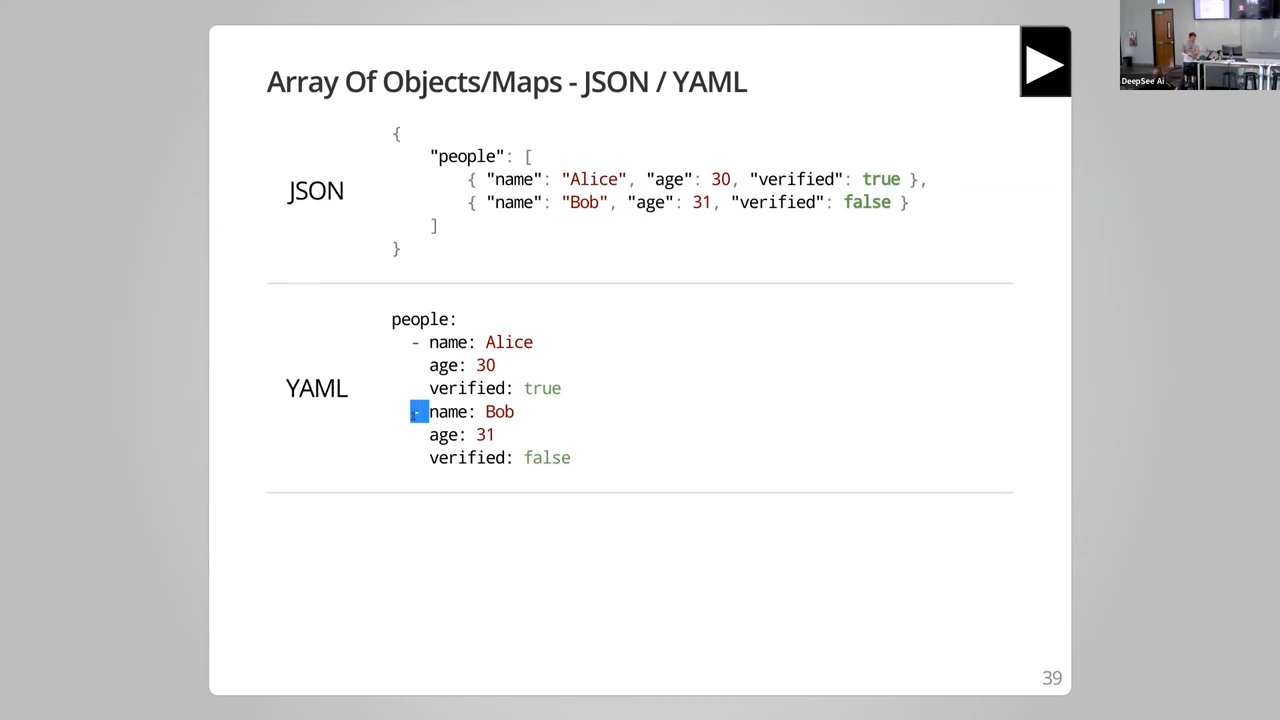 Array Of Objects/Maps - JSON / YAML
JSON
{
"people": [
{ "name": "Alice", "age": 30, "verified": true },
{ "name": "Bob", "age": 31, "verified": false }
]
}
YAML
people:
- name: Alice
age: 30
verified: true
- name: Bob
age: 31
verified: false
39
DeepSee Ai